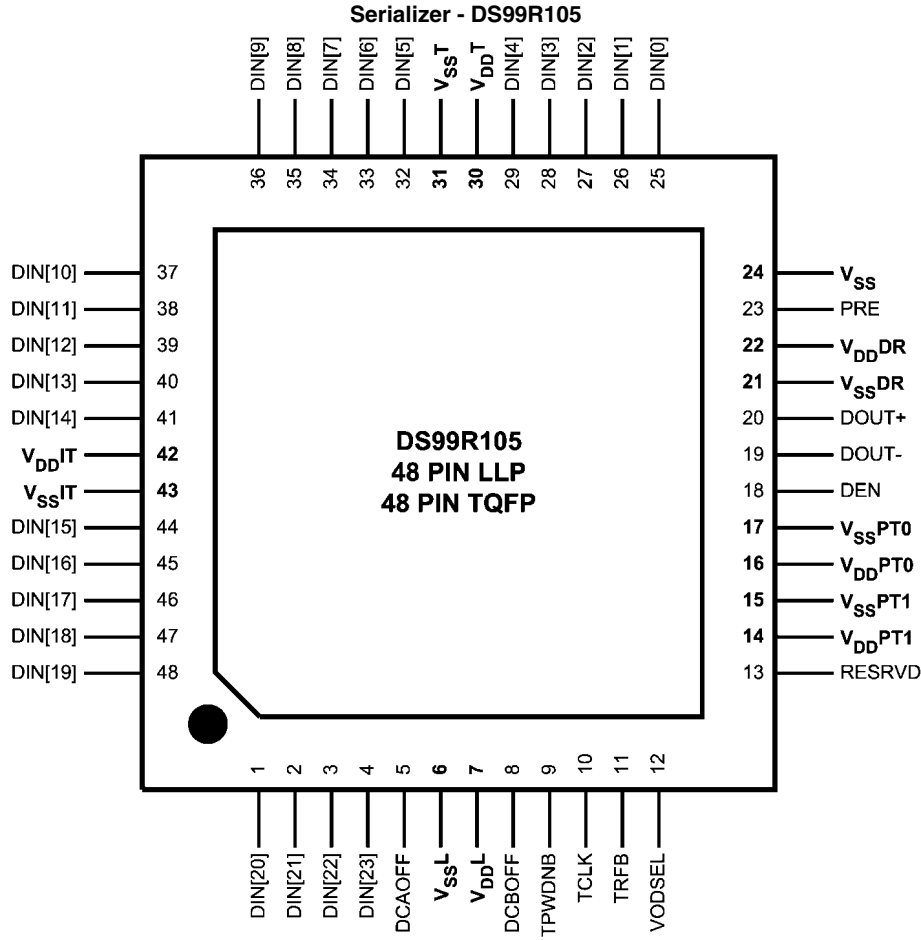 Serializer - DS99R105
DIN[9]
DIN[8]
DIN[7]
DIN[6]
DIN[5]
VSST
VDDT
DIN[4]
DIN[3]
DIN[2]
DIN[1]
DIN[0]
36
35
34
33
32
31
30
29
28
27
26
25
DIN[10] 37
DIN[11] 38
DIN[12] 39
DIN[13] 40
DIN[14] 41
VDDIT 42
VSSIT 43
DIN[15] 44
DIN[16] 45
DIN[17] 46
DIN[18] 47
DIN[19] 48
DS99R105
48 PIN LLP
48 PIN TQFP
24 VSS
23 PRE
22 VDDDR
21 VSSDR
20 DOUT+
19 DOUT-
18 DEN
17 VSSPT0
16 VDDPT0
15 VSSPT1
14 VDDPT1
13 RESRVD
1
2
3
4
5
6
7
8
9
10
11
12
DIN[20]
DIN[21]
DIN[22]
DIN[23]
DCAOFF
VSSL
VDDL
DCBOFF
TPWDNB
TCLK
TRFB
VODSEL